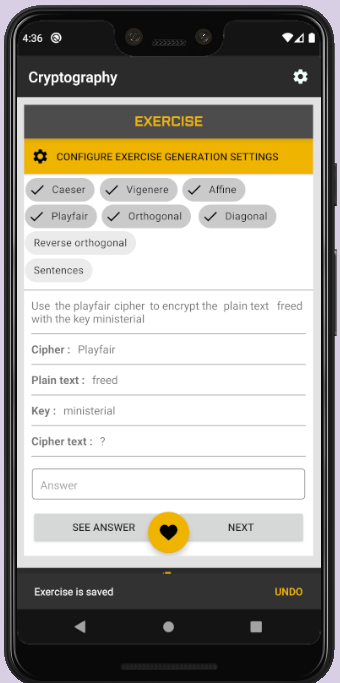 4:36
Cryptography
EXERCISE
CONFIGURE EXERCISE GENERATION SETTINGS
Caeser Vigenere Affine
Playfair Orthogonal Diagonal
Reverse orthogonal
Sentences
Use the playfair cipher to encrypt the plain text freed
with the key ministerial
Cipher : Playfair
Plain text : freed
Key : ministerial
Cipher text : ?
Answer
SEE ANSWER NEXT
Exercise is saved UNDO